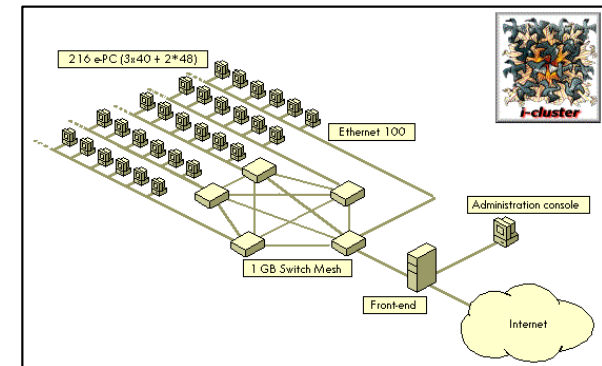 216 e-PC (3x40 + 2*48)
i-cluster
Ethernet 100
Administration console
1 GB Switch Mesh
Front-end
Internet